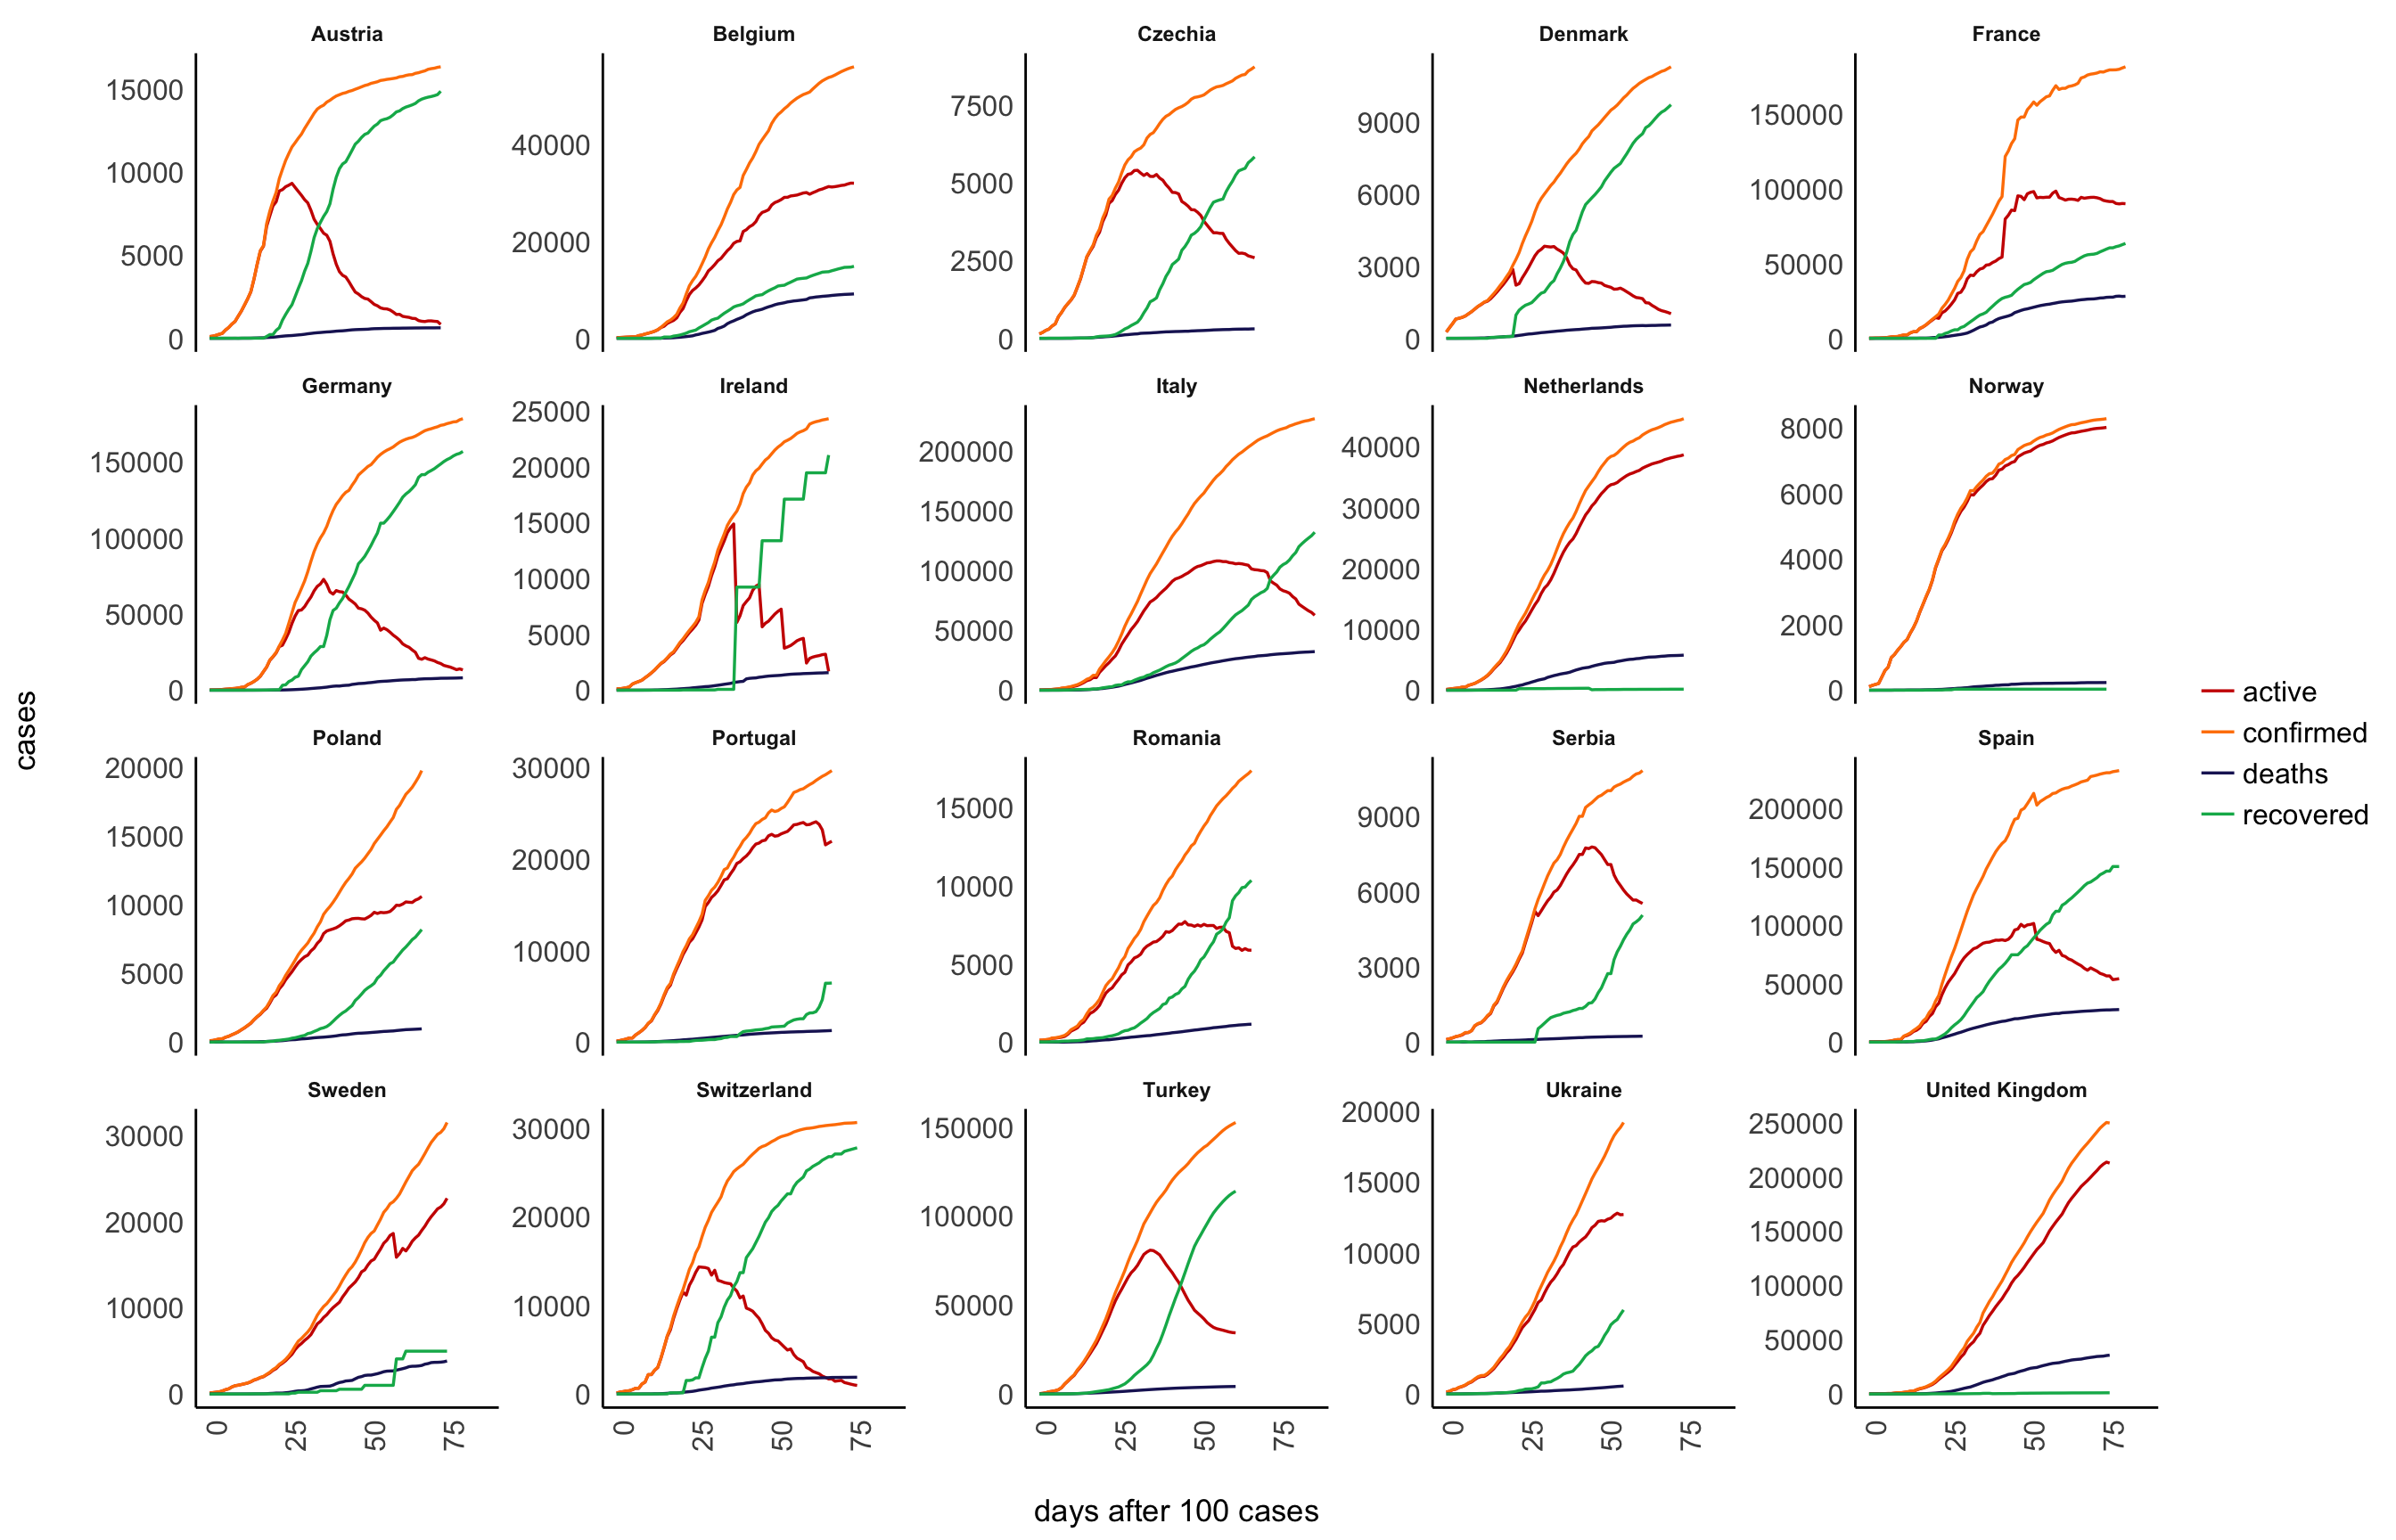 Austria
Belgium
Czechia
Denmark
France
15000
10000
5000
0
40000
20000
0
7500
5000
2500
0
9000
6000
3000
0
150000
100000
50000
0
Germany
Ireland
Italy
Netherlands
Norway
150000
100000
50000
0
25000
20000
15000
10000
5000
0
200000
150000
100000
50000
0
40000
30000
20000
10000
0
8000
6000
4000
2000
0
cases
active
confirmed
deaths
recovered
Poland
Portugal
Romania
Serbia
Spain
20000
15000
10000
5000
0
30000
20000
10000
0
15000
10000
5000
0
9000
6000
3000
0
200000
150000
100000
50000
0
Sweden
Switzerland
Turkey
Ukraine
United Kingdom
30000
20000
10000
0
30000
20000
10000
0
150000
100000
50000
0
20000
15000
10000
5000
0
250000
200000
150000
100000
50000
0
0 25 50 75
0 25 50 75
0 25 50 75
0 25 50 75
0 25 50 75
days after 100 cases